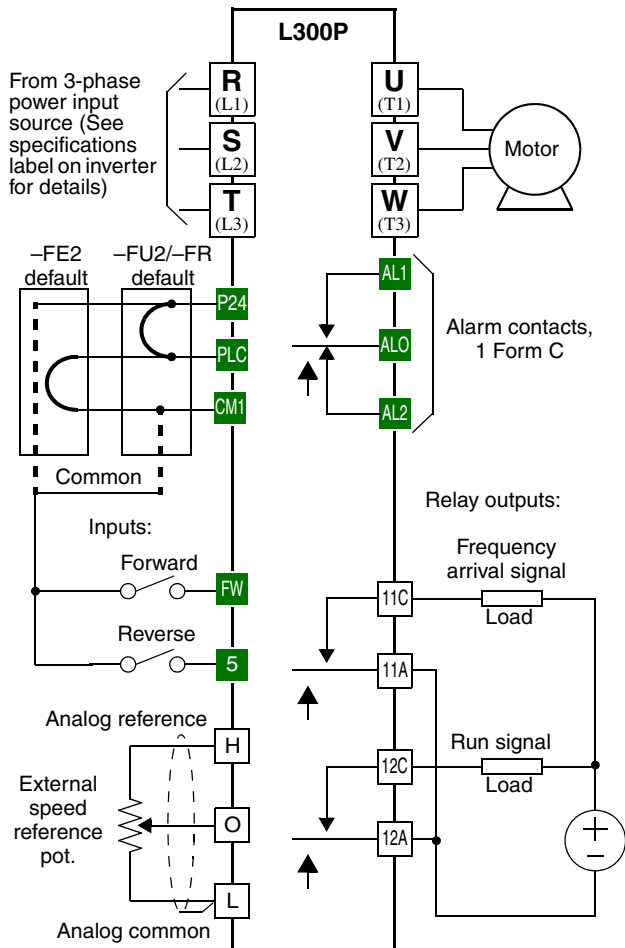 L300P
From 3-phase
power input
source (See
specifications
label on inverter
for details)
R
(L1)
S
(L2)
T
(L3)
U
(T1)
V
(T2)
W
(T3)
Motor
–FE2
default
–FU2/–FR
default
P24
PLC
CM1
AL1
AL0
AL2
Alarm contacts,
1 Form C
Common
Inputs:
Forward
FW
Reverse
5
Relay outputs:
Frequency
arrival signal
11C
Load
11A
Run signal
12C
Load
12A
+
–
Analog reference
H
External
speed
reference
pot.
O
L
Analog common